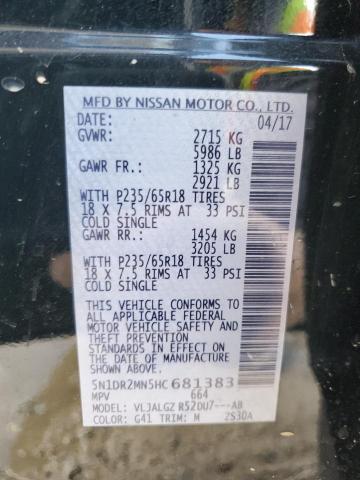 MFD BY NISSAN MOTOR CO., LTD.
DATE: 04/17
GVWR: 2715 KG
5986 LB
GAWR FR.: 1325 KG
2921 LB
WITH P235/65R18 TIRES
18 X 7.5 RIMS AT 33 PSI
COLD SINGLE
GAWR RR.: 1454 KG
3205 LB
WITH P235/65R18 TIRES
18 X 7.5 RIMS AT 33 PSI
COLD SINGLE
THIS VEHICLE CONFORMS TO
ALL APPLICABLE FEDERAL
MOTOR VEHICLE SAFETY AND
THEFT PREVENTION
STANDARDS IN EFFECT ON
THE DATE OF MANUFACTURE
SHOWN ABOVE.
5N1DR2MN5HC681383
MPV 664
MODEL: VLJALGZ R52DU7---AB
COLOR: G41 TRIM: M 2S30A